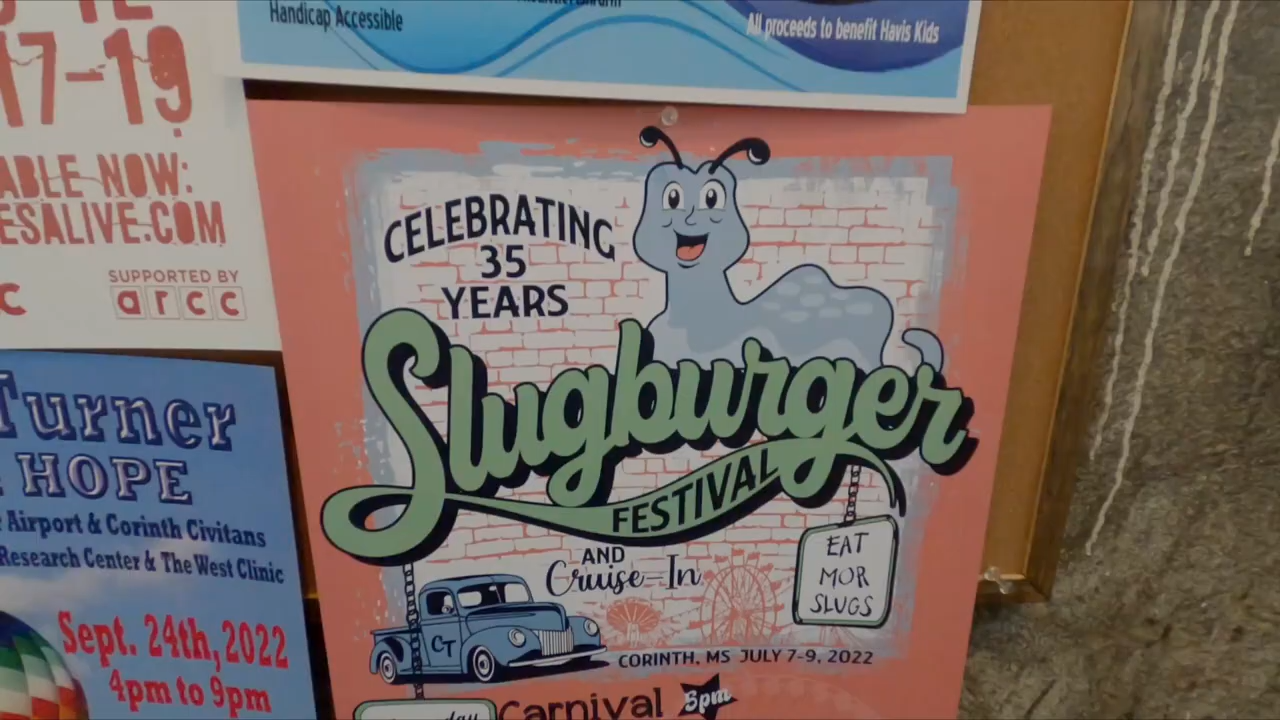 Handicap Accessible
All proceeds to benefit Havis Kids
17-19
ABLE NOW:
ESALIVE.COM
SUPPORTED BY
arcc
CELEBRATING
35
YEARS
Slugburger
FESTIVAL
AND
Cruise-In
EAT
MOR
SLUGS
CT
CORINTH, MS JULY 7-9, 2022
Carnival 5pm
Turner
HOPE
Airport & Corinth Civitans
Research Center & The West Clinic
Sept. 24th, 2022
4pm to 9pm